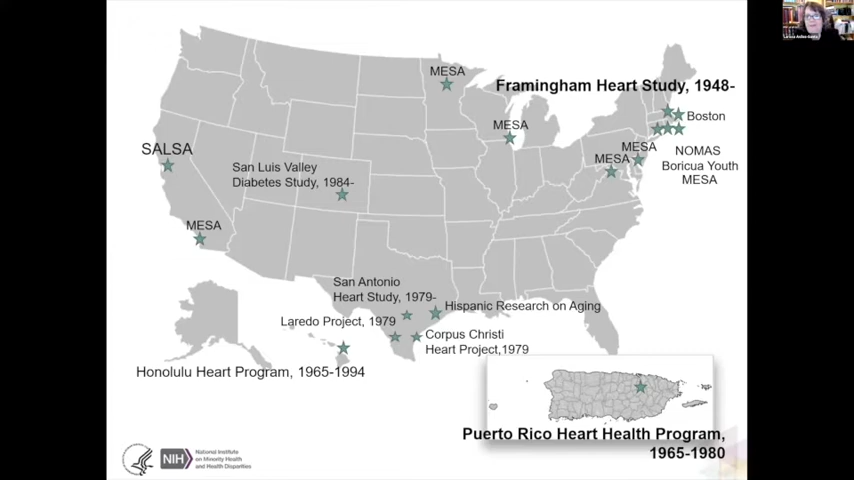 MESA
Framingham Heart Study, 1948-
Boston
MESA
SALSA
MESA
NOMAS
Boricua Youth
MESA
MESA
San Luis Valley
Diabetes Study, 1984-
MESA
San Antonio
Heart Study, 1979-
Hispanic Research on Aging
Laredo Project, 1979
Corpus Christi
Heart Project,1979
Honolulu Heart Program, 1965-1994
Puerto Rico Heart Health Program,
1965-1980
NIH
National Institute
on Minority Health
and Health Disparities